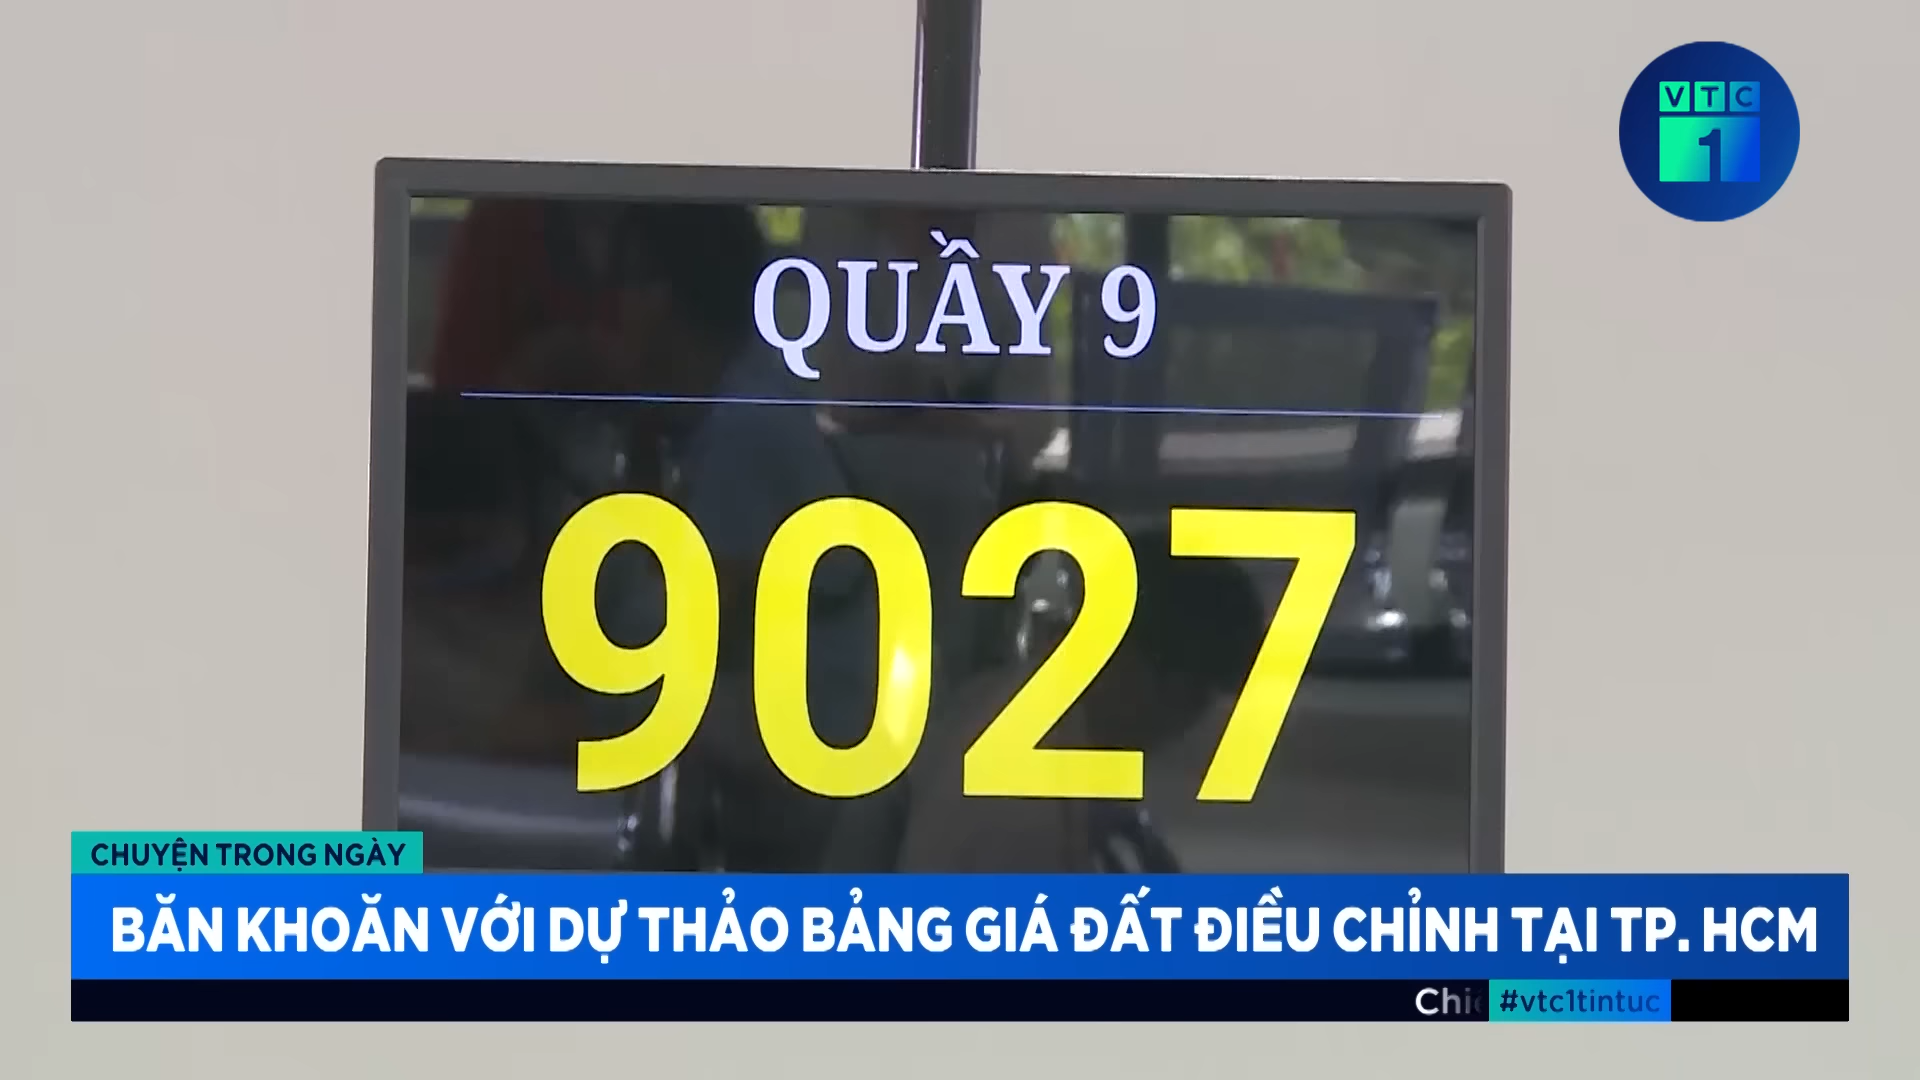 VTC
1
QUẦY 9
9027
CHUYỆN TRONG NGÀY
BĂN KHOĂN VỚI DỰ THẢO BẢNG GIÁ ĐẤT ĐIỀU CHỈNH TẠI TP. HCM
#vtc1tintuc